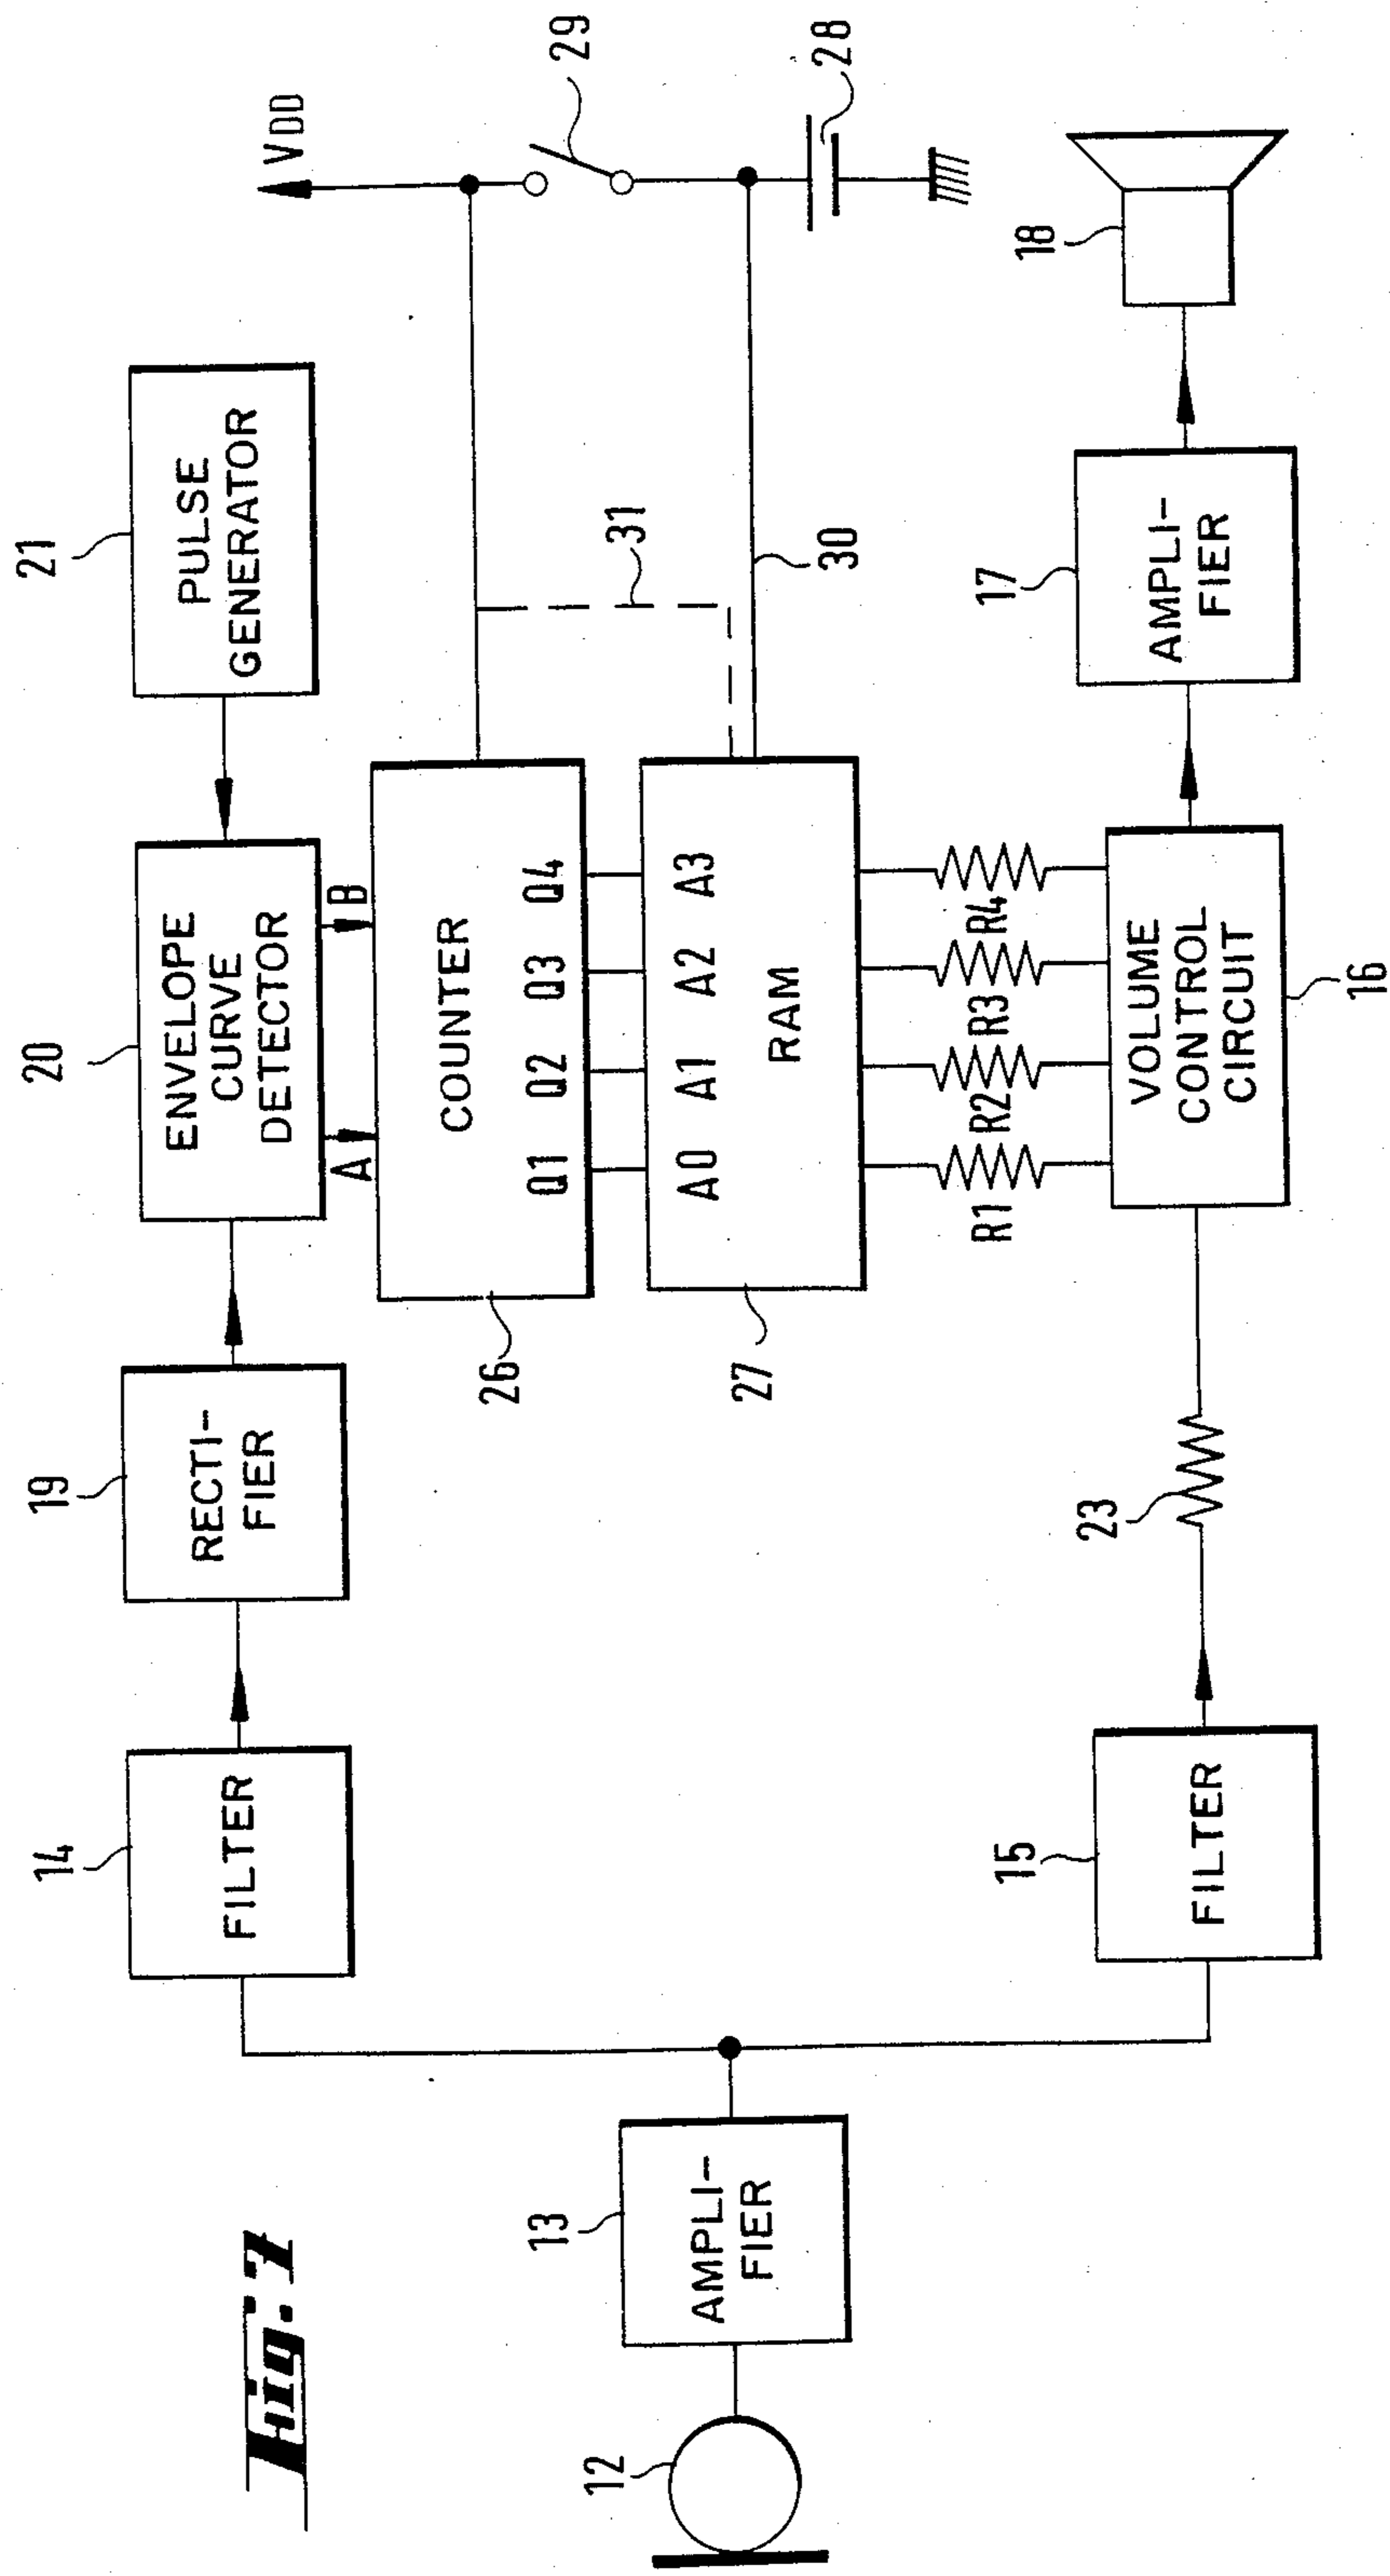 Fig. 7
12
13
AMPLI-
FIER
14
FILTER
15
FILTER
19
RECTI-
FIER
23
20
ENVELOPE
CURVE
DETECTOR
A
B
21
PULSE
GENERATOR
26
COUNTER
Q1 Q2 Q3 Q4
27
A0 A1 A2 A3
RAM
R1 R2 R3 R4
VOLUME
CONTROL
CIRCUIT
16
17
AMPLI-
FIER
18
31
30
VDD
29
28